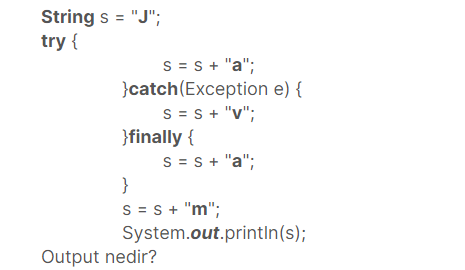 String s = "J";
try {
s = s + "a";
}catch(Exception e) {
s = s + "v";
}finally {
s = s + "a";
}
s = s + "m";
System.out.println(s);
Output nedir?